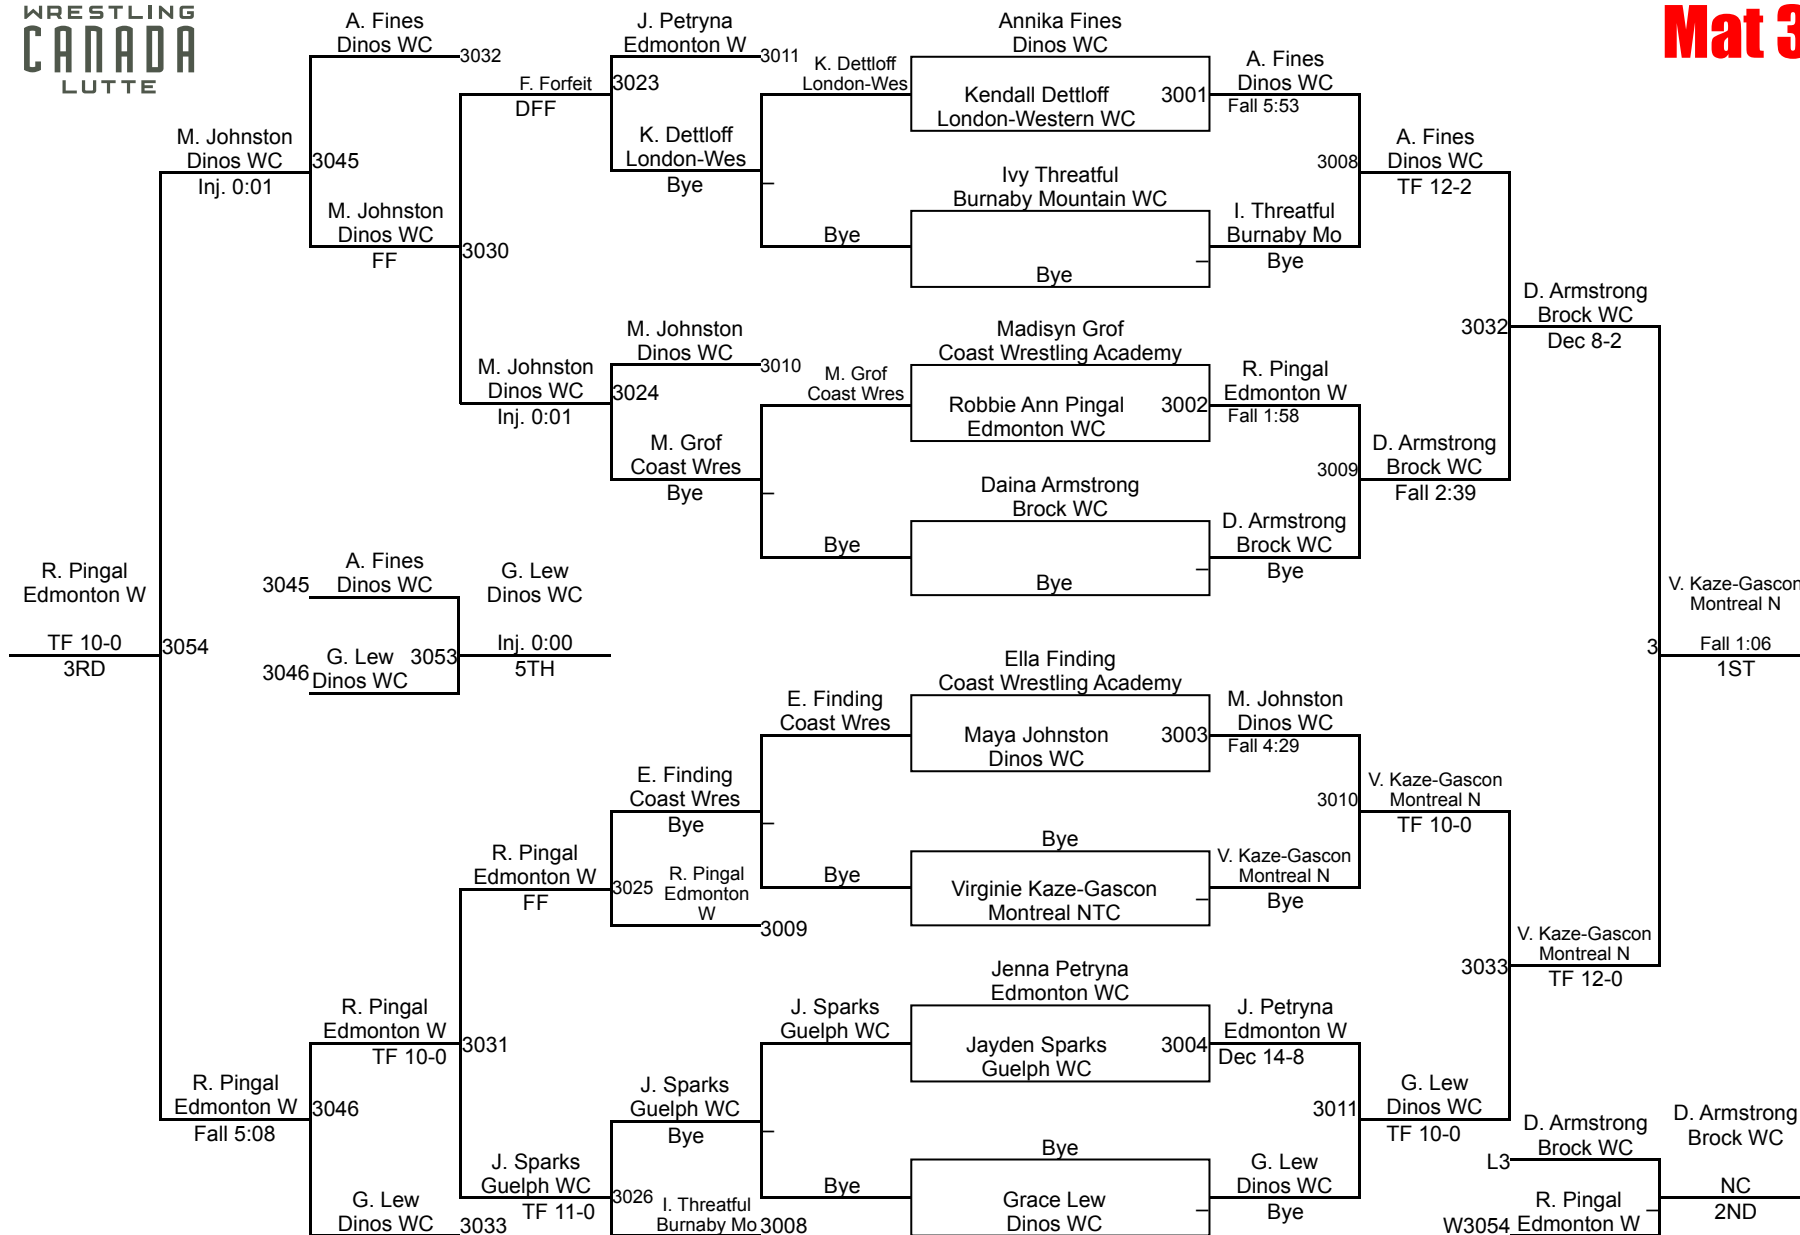 WRESTLING
CANADA
LUTTE
Mat 3
A. Fines
Dinos WC
3032
J. Petryna
Edmonton W
3011
Annika Fines
Dinos WC
K. Dettloff
London-Wes
Kendall Dettloff
London-Western WC
3001
A. Fines
Dinos WC
Fall 5:53
F. Forfeit
DFF
3023
K. Dettloff
London-Wes
Bye
M. Johnston
Dinos WC
Inj. 0:01
3045
M. Johnston
Dinos WC
FF
3030
Ivy Threatful
Burnaby Mountain WC
Bye
Bye
I. Threatful
Burnaby Mo
Bye
3008
A. Fines
Dinos WC
TF 12-2
D. Armstrong
Brock WC
Dec 8-2
3032
M. Johnston
Dinos WC
3010
M. Johnston
Dinos WC
Inj. 0:01
3024
M. Grof
Coast Wres
Bye
M. Grof
Coast Wres
Madisyn Grof
Coast Wrestling Academy
Robbie Ann Pingal
Edmonton WC
3002
R. Pingal
Edmonton W
Fall 1:58
3009
D. Armstrong
Brock WC
Fall 2:39
Daina Armstrong
Brock WC
Bye
Bye
D. Armstrong
Brock WC
Bye
R. Pingal
Edmonton W
TF 10-0
3RD
3054
3045
A. Fines
Dinos WC
3046
G. Lew
Dinos WC
3053
G. Lew
Dinos WC
Inj. 0:00
5TH
V. Kaze-Gascon
Montreal N
3
Fall 1:06
1ST
Ella Finding
Coast Wrestling Academy
E. Finding
Coast Wres
Maya Johnston
Dinos WC
3003
M. Johnston
Dinos WC
Fall 4:29
E. Finding
Coast Wres
Bye
3010
V. Kaze-Gascon
Montreal N
TF 10-0
R. Pingal
Edmonton W
FF
3025
R. Pingal
Edmonton
W
3009
Bye
Bye
Virginie Kaze-Gascon
Montreal NTC
V. Kaze-Gascon
Montreal N
Bye
3033
V. Kaze-Gascon
Montreal N
TF 12-0
Jenna Petryna
Edmonton WC
J. Sparks
Guelph WC
Jayden Sparks
Guelph WC
3004
J. Petryna
Edmonton W
Dec 14-8
R. Pingal
Edmonton W
TF 10-0
3031
R. Pingal
Edmonton W
Fall 5:08
3046
J. Sparks
Guelph WC
Bye
3011
G. Lew
Dinos WC
TF 10-0
J. Sparks
Guelph WC
TF 11-0
3026
I. Threatful
Burnaby Mo
3008
G. Lew
Dinos WC
3033
Bye
Bye
Grace Lew
Dinos WC
G. Lew
Dinos WC
Bye
D. Armstrong
Brock WC
L3
R. Pingal
Edmonton W
W3054
D. Armstrong
Brock WC
NC
2ND